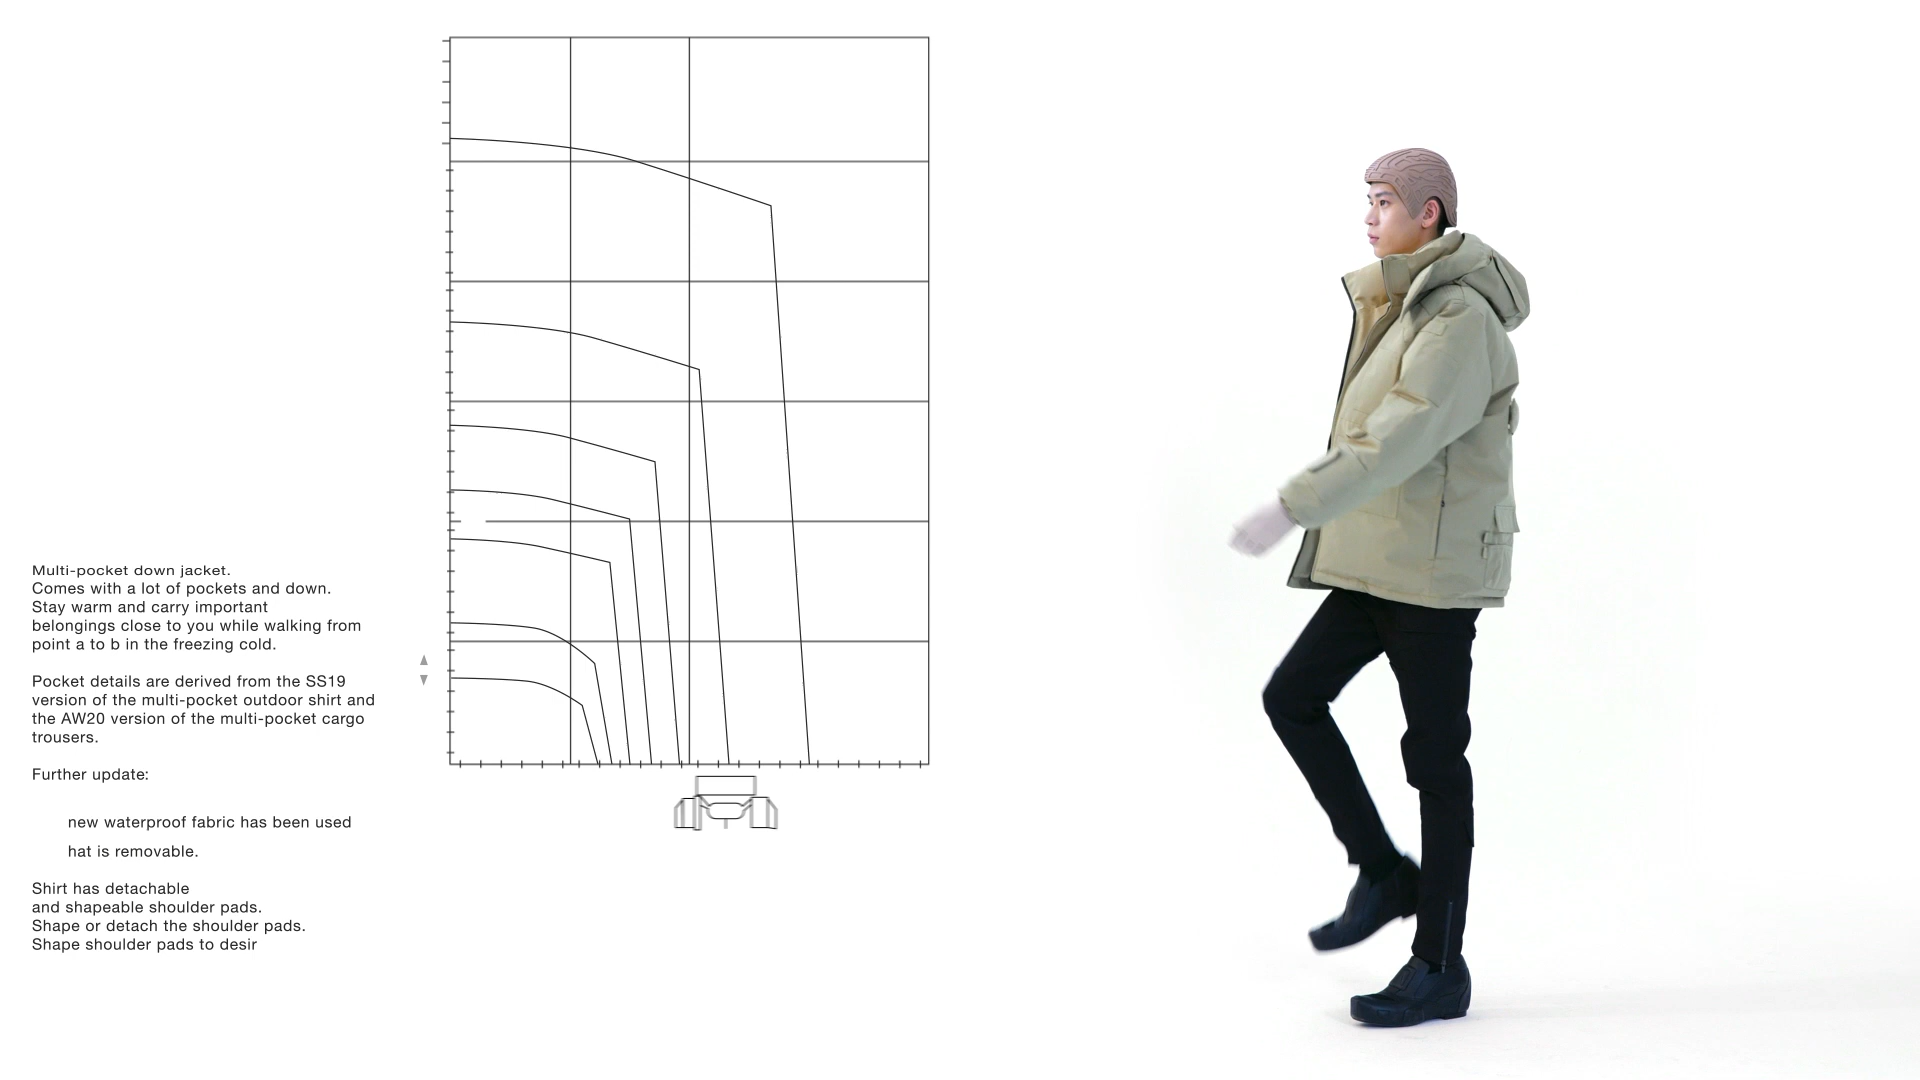 Multi-pocket down jacket.
Comes with a lot of pockets and down.
Stay warm and carry important
belongings close to you while walking from
point a to b in the freezing cold.
Pocket details are derived from the SS19
version of the multi-pocket outdoor shirt and
the AW20 version of the multi-pocket cargo
trousers.
Further update:
new waterproof fabric has been used
hat is removable.
Shirt has detachable
and shapeable shoulder pads.
Shape or detach the shoulder pads.
Shape shoulder pads to desir